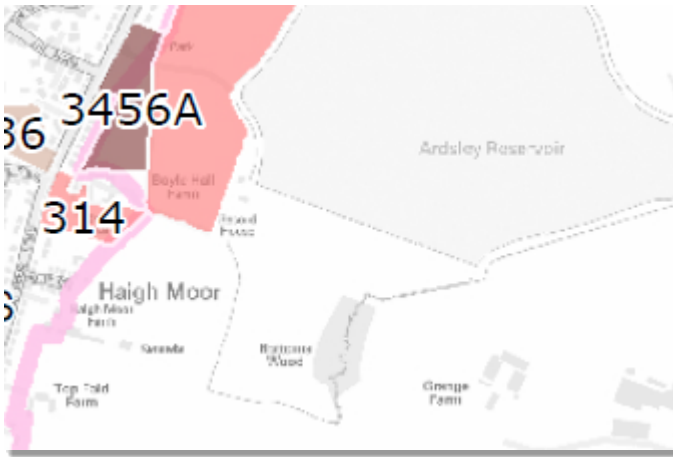 Park
3456A
36
Ardsley Reservoir
Boyle Hall
Farm
314
House
Haigh Moor
Haigh Moor
Farm
Wood
Top Fold
Farm
Grange
Farm